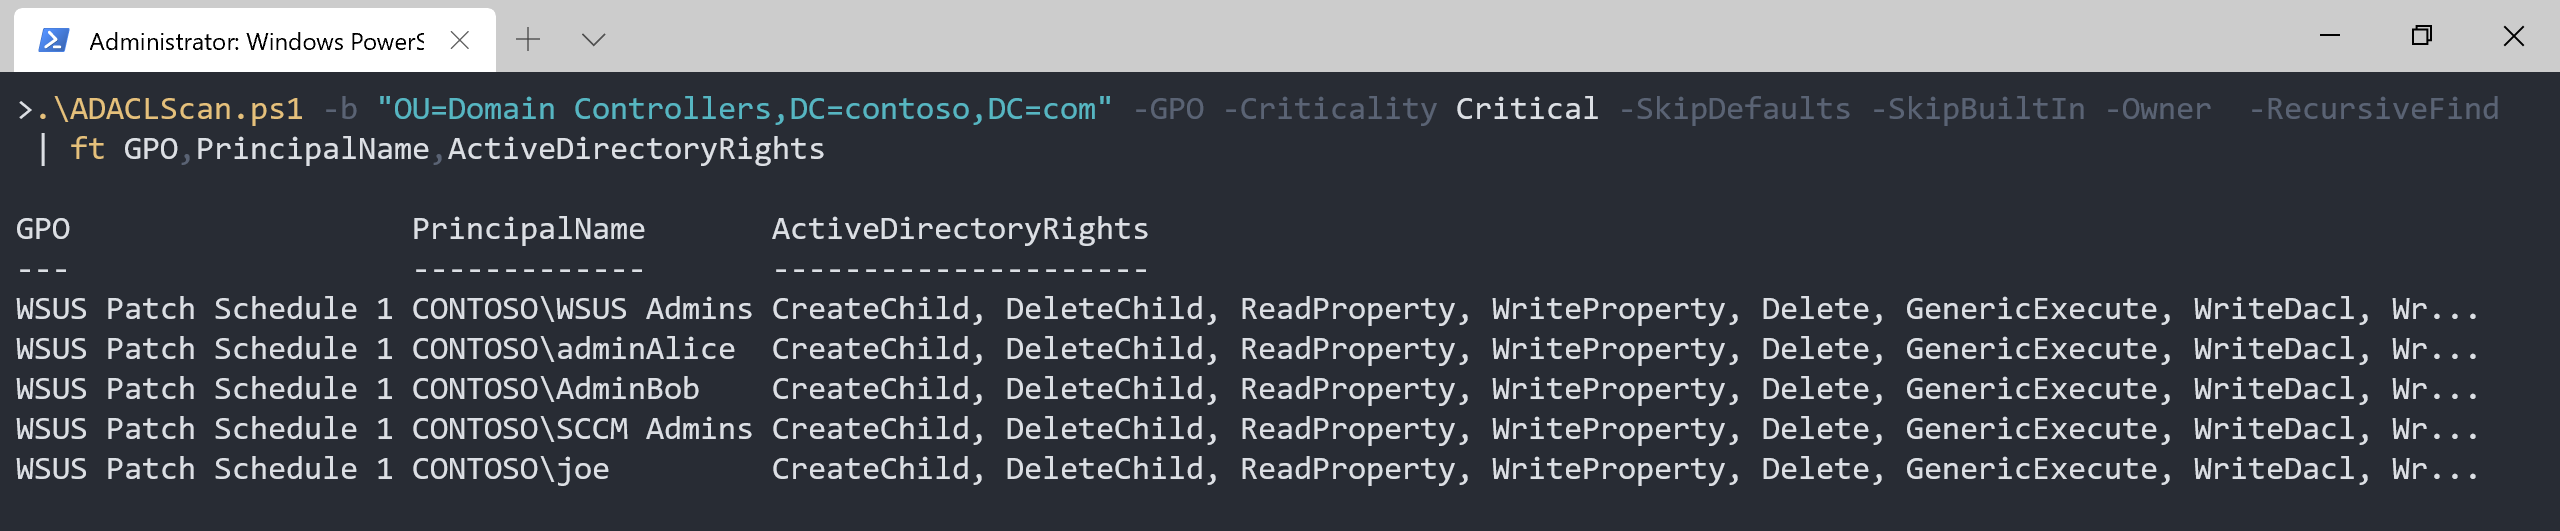 Administrator: Windows PowerS
>.\ADACLScan.ps1 -b "OU=Domain Controllers,DC=contoso,DC=com" -GPO -Criticality Critical -SkipDefaults -SkipBuiltIn -Owner  -RecursiveFind
| ft GPO,PrincipalName,ActiveDirectoryRights
GPO PrincipalName ActiveDirectoryRights
--- ------------- ---------------------
WSUS Patch Schedule 1 CONTOSO\WSUS Admins CreateChild, DeleteChild, ReadProperty, WriteProperty, Delete, GenericExecute, WriteDacl, Wr...
WSUS Patch Schedule 1 CONTOSO\adminAlice CreateChild, DeleteChild, ReadProperty, WriteProperty, Delete, GenericExecute, WriteDacl, Wr...
WSUS Patch Schedule 1 CONTOSO\AdminBob CreateChild, DeleteChild, ReadProperty, WriteProperty, Delete, GenericExecute, WriteDacl, Wr...
WSUS Patch Schedule 1 CONTOSO\SCCM Admins CreateChild, DeleteChild, ReadProperty, WriteProperty, Delete, GenericExecute, WriteDacl, Wr...
WSUS Patch Schedule 1 CONTOSO\joe CreateChild, DeleteChild, ReadProperty, WriteProperty, Delete, GenericExecute, WriteDacl, Wr...